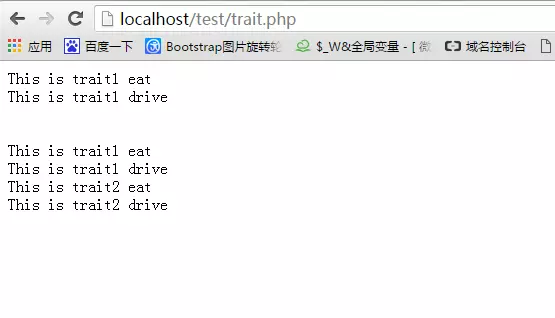 localhost/test/trait.php
应用 百度一下 Bootstrap图片旋转轮 $_W&全局变量 - [ 微 域名控制台
This is trait1 eat
This is trait1 drive
This is trait1 eat
This is trait1 drive
This is trait2 eat
This is trait2 drive